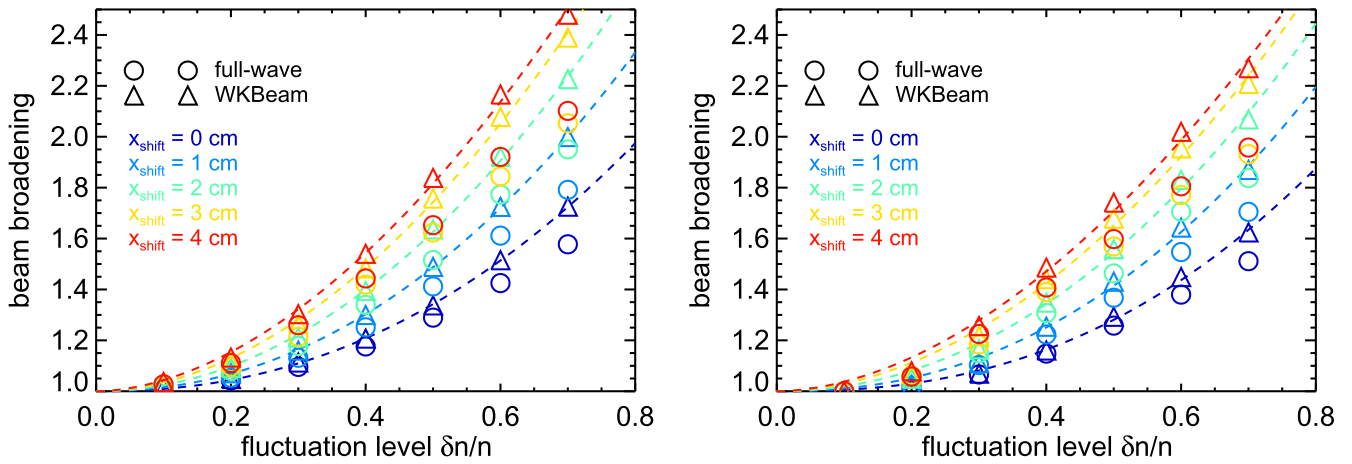 2.4
2.2
2.0
1.8
1.6
1.4
1.2
1.0
beam broadening
full-wave
WKBeam
xshift = 0 cm
xshift = 1 cm
xshift = 2 cm
xshift = 3 cm
xshift = 4 cm
0.0 0.2 0.4 0.6 0.8
fluctuation level δn/n
2.4
2.2
2.0
1.8
1.6
1.4
1.2
1.0
beam broadening
full-wave
WKBeam
xshift = 0 cm
xshift = 1 cm
xshift = 2 cm
xshift = 3 cm
xshift = 4 cm
0.0 0.2 0.4 0.6 0.8
fluctuation level δn/n